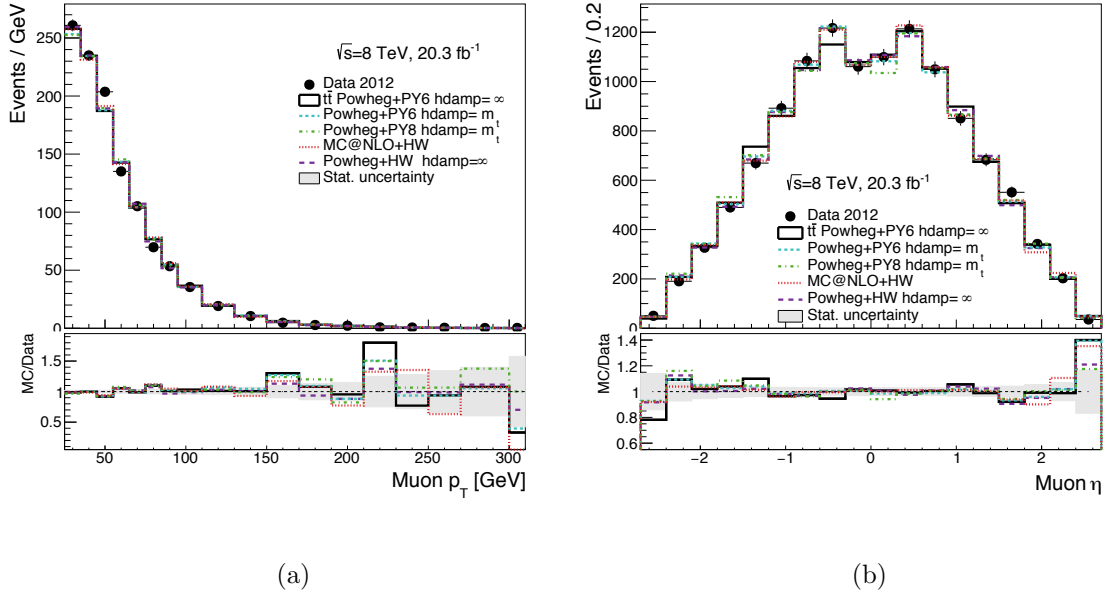 Events / GeV
250
200
150
100
50
0
√s=8 TeV, 20.3 fb⁻¹
Data 2012
tt̄ Powheg+PY6 hdamp= ∞
Powheg+PY6 hdamp= m_t
Powheg+PY8 hdamp= m_t
MC@NLO+HW
Powheg+HW hdamp=∞
Stat. uncertainty
MC/Data
1.5
1
0.5
50 100 150 200 250 300
Muon p_T [GeV]
(a)
Events / 0.2
1200
1000
800
600
400
200
0
√s=8 TeV, 20.3 fb⁻¹
Data 2012
tt̄ Powheg+PY6 hdamp= ∞
Powheg+PY6 hdamp= m_t
Powheg+PY8 hdamp= m_t
MC@NLO+HW
Powheg+HW hdamp= ∞
Stat. uncertainty
MC/Data
1.4
1.2
1
0.8
0.6
−2 −1 0 1 2
Muon η
(b)